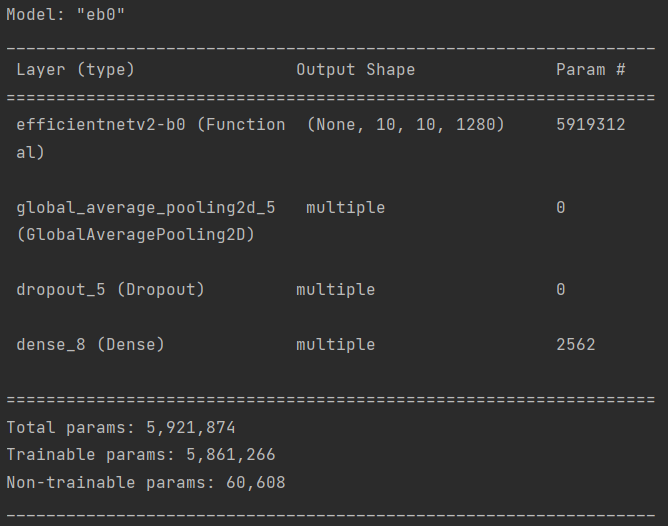 Model: "eb0"
_________________________________________________________________
 Layer (type)                Output Shape              Param #
=================================================================
 efficientnetv2-b0 (Function  (None, 10, 10, 1280)     5919312
 al)
 global_average_pooling2d_5   multiple                 0
 (GlobalAveragePooling2D)
 dropout_5 (Dropout)         multiple                  0
 dense_8 (Dense)             multiple                  2562
=================================================================
Total params: 5,921,874
Trainable params: 5,861,266
Non-trainable params: 60,608
_________________________________________________________________